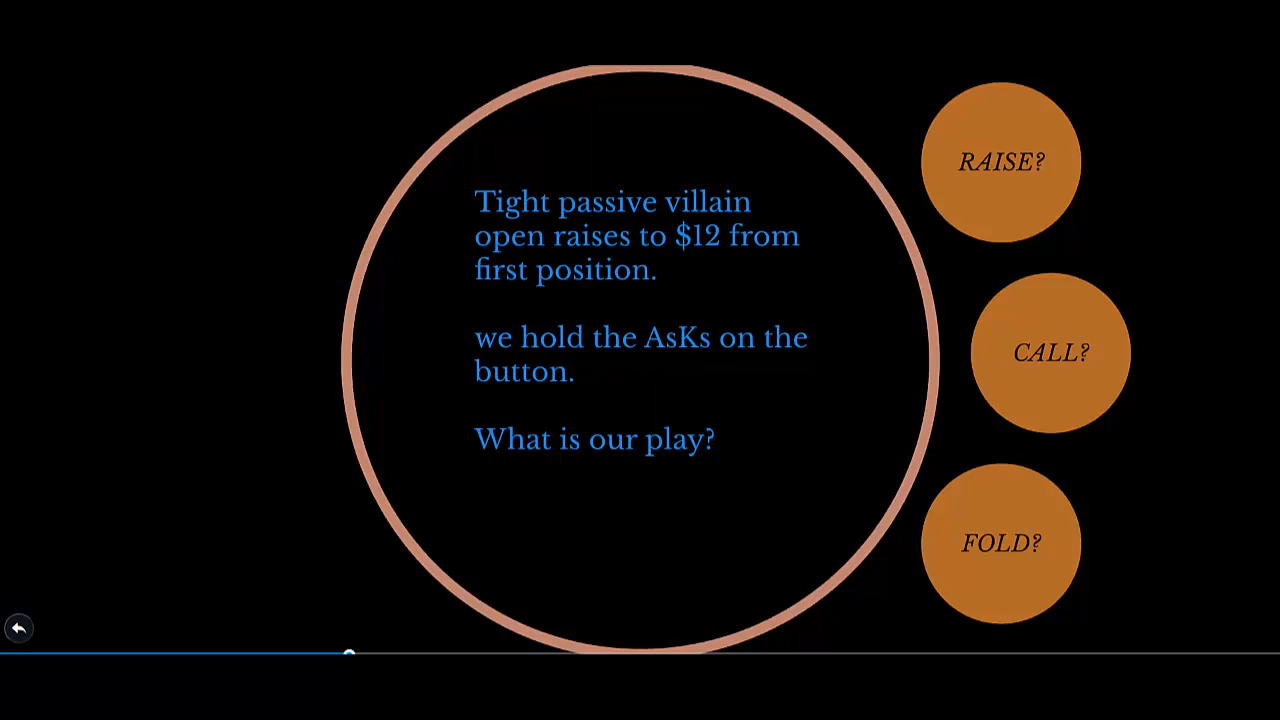 Tight passive villain
open raises to $12 from
first position.
we hold the AsKs on the
button.
What is our play?
RAISE?
CALL?
FOLD?